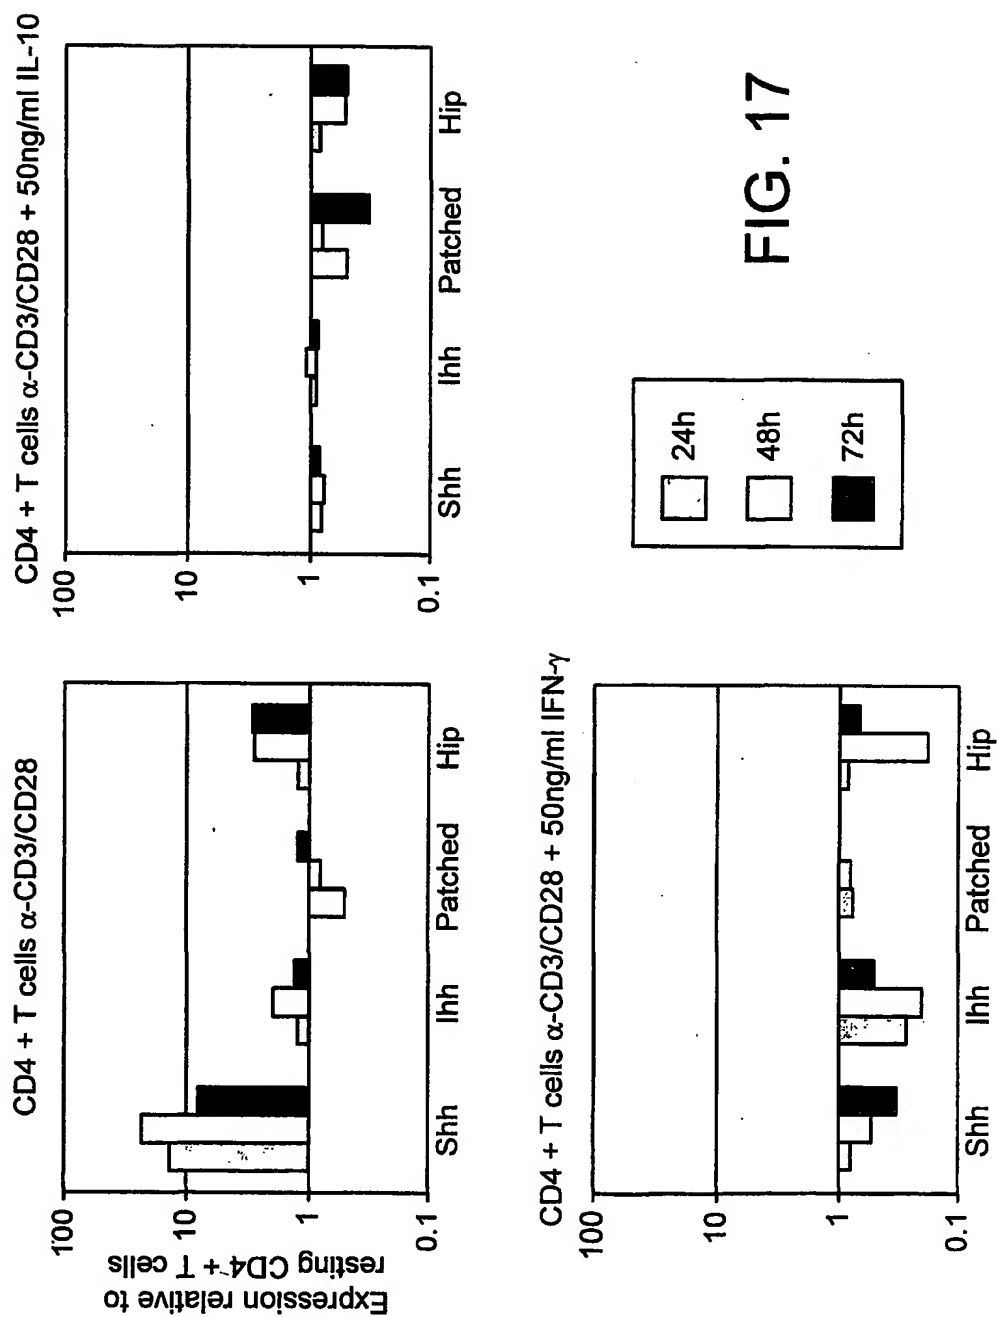 CD4 + T cells α-CD3/CD28
Expression relative to
resting CD4 + T cells
100
10
1
0.1
Shh
Ihh
Patched
Hip
CD4 + T cells α-CD3/CD28 + 50ng/ml IL-10
100
10
1
0.1
Shh
Ihh
Patched
Hip
CD4 + T cells α-CD3/CD28 + 50ng/ml IFN-γ
100
10
1
0.1
Shh
Ihh
Patched
Hip
24h
48h
72h
FIG. 17